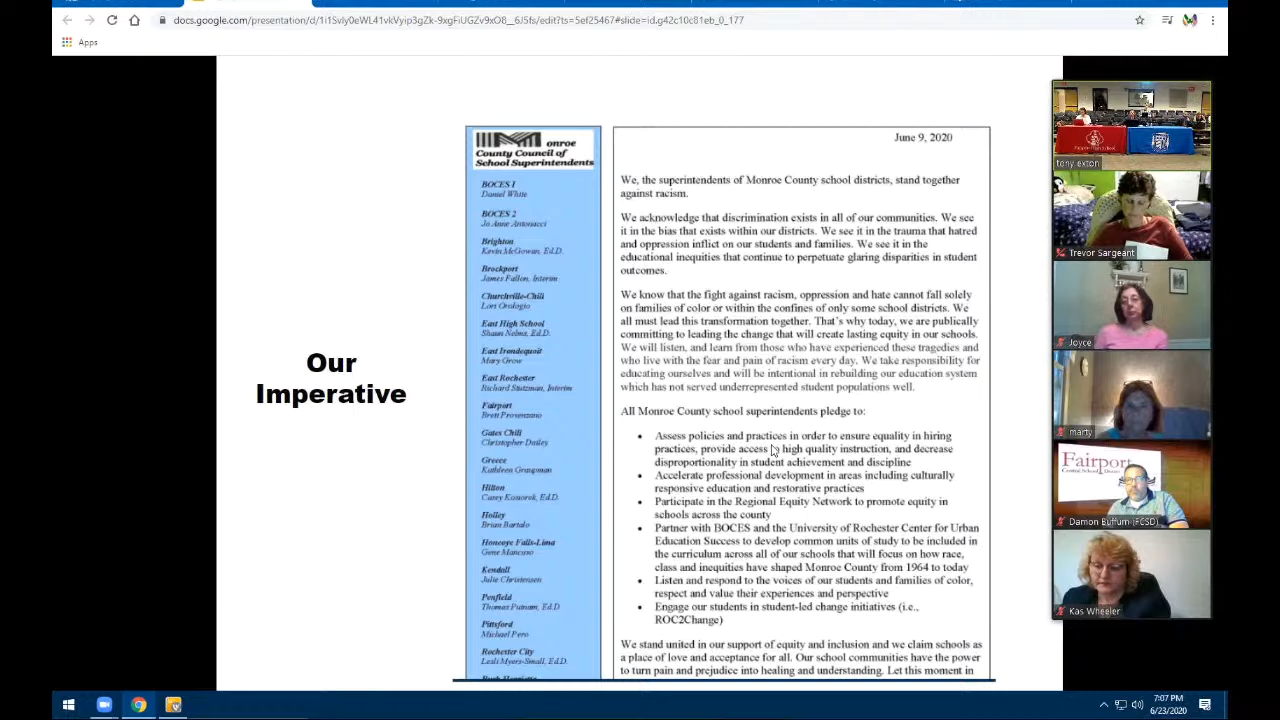 docs.google.com/presentation/d/1i1Sviy0eWL41vkVyip3gZk-9xgFiUGZv9xO8__6J5fs/edit?ts=5ef25467#slide=id.g42c10c81eb_0_177
Apps
Our
Imperative
onroe
County Council of
School Superintendents
BOCES 1
Daniel White
BOCES 2
Jo Anne Antonacci
Brighton
Kevin McGowan, Ed.D.
Brockport
James Fallon, Interim
Churchville-Chili
Lori Orologio
East High School
Shaun Nelms, Ed.D.
East Irondequoit
Mary Grow
East Rochester
Richard Stutzman, Interim
Fairport
Brett Provenzano
Gates Chili
Christopher Dailey
Greece
Kathleen Graupman
Hilton
Casey Kosiorek, Ed.D.
Holley
Brian Bartalo
Honeoye Falls-Lima
Gene Mancuso
Kendall
Julie Christensen
Penfield
Thomas Putnam, Ed.D
Pittsford
Michael Pero
Rochester City
Lesli Myers-Small, Ed.D.
June 9, 2020
We, the superintendents of Monroe County school districts, stand together
against racism.
We acknowledge that discrimination exists in all of our communities. We see
it in the bias that exists within our districts. We see it in the trauma that hatred
and oppression inflict on our students and families. We see it in the
educational inequities that continue to perpetuate glaring disparities in student
outcomes.
We know that the fight against racism, oppression and hate cannot fall solely
on families of color or within the confines of only some school districts. We
all must lead this transformation together. That's why today, we are publically
committing to leading the change that will create lasting equity in our schools.
We will listen, and learn from those who have experienced these tragedies and
who live with the fear and pain of racism every day. We take responsibility for
educating ourselves and will be intentional in rebuilding our education system
which has not served underrepresented student populations well.
All Monroe County school superintendents pledge to:
• Assess policies and practices in order to ensure equality in hiring
practices, provide access to high quality instruction, and decrease
disproportionality in student achievement and discipline
• Accelerate professional development in areas including culturally
responsive education and restorative practices
• Participate in the Regional Equity Network to promote equity in
schools across the county
• Partner with BOCES and the University of Rochester Center for Urban
Education Success to develop common units of study to be included in
the curriculum across all of our schools that will focus on how race,
class and inequities have shaped Monroe County from 1964 to today
• Listen and respond to the voices of our students and families of color,
respect and value their experiences and perspective
• Engage our students in student-led change initiatives (i.e.,
ROC2Change)
We stand united in our support of equity and inclusion and we claim schools as
a place of love and acceptance for all. Our school communities have the power
to turn pain and prejudice into healing and understanding. Let this moment in
tony exton
Trevor Sargeant
Joyce
marty
Fairport
Damon Buffum (FCSD)
Kas Wheeler
7:07 PM
6/23/2020